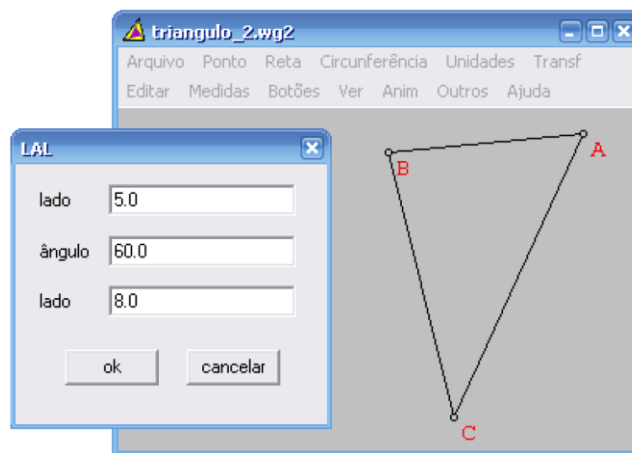 triangulo_2.wg2
Arquivo Ponto Reta Circunferência Unidades Transf
Editar Medidas Botões Ver Anim Outros Ajuda
LAL
lado 5.0
ângulo 60.0
lado 8.0
ok cancelar
B
A
C